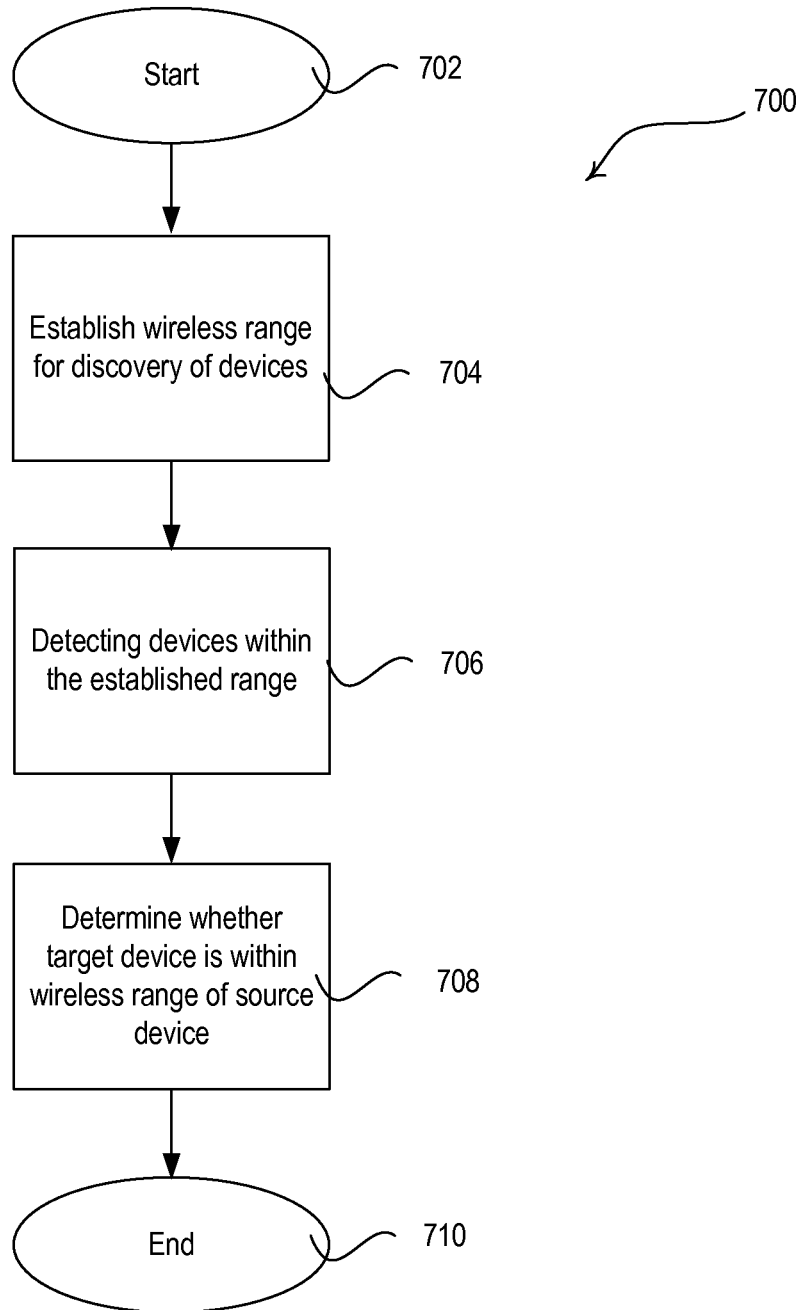 Start
702
700
Establish wireless range
for discovery of devices
704
Detecting devices within
the established range
706
Determine whether
target device is within
wireless range of source
device
708
End
710